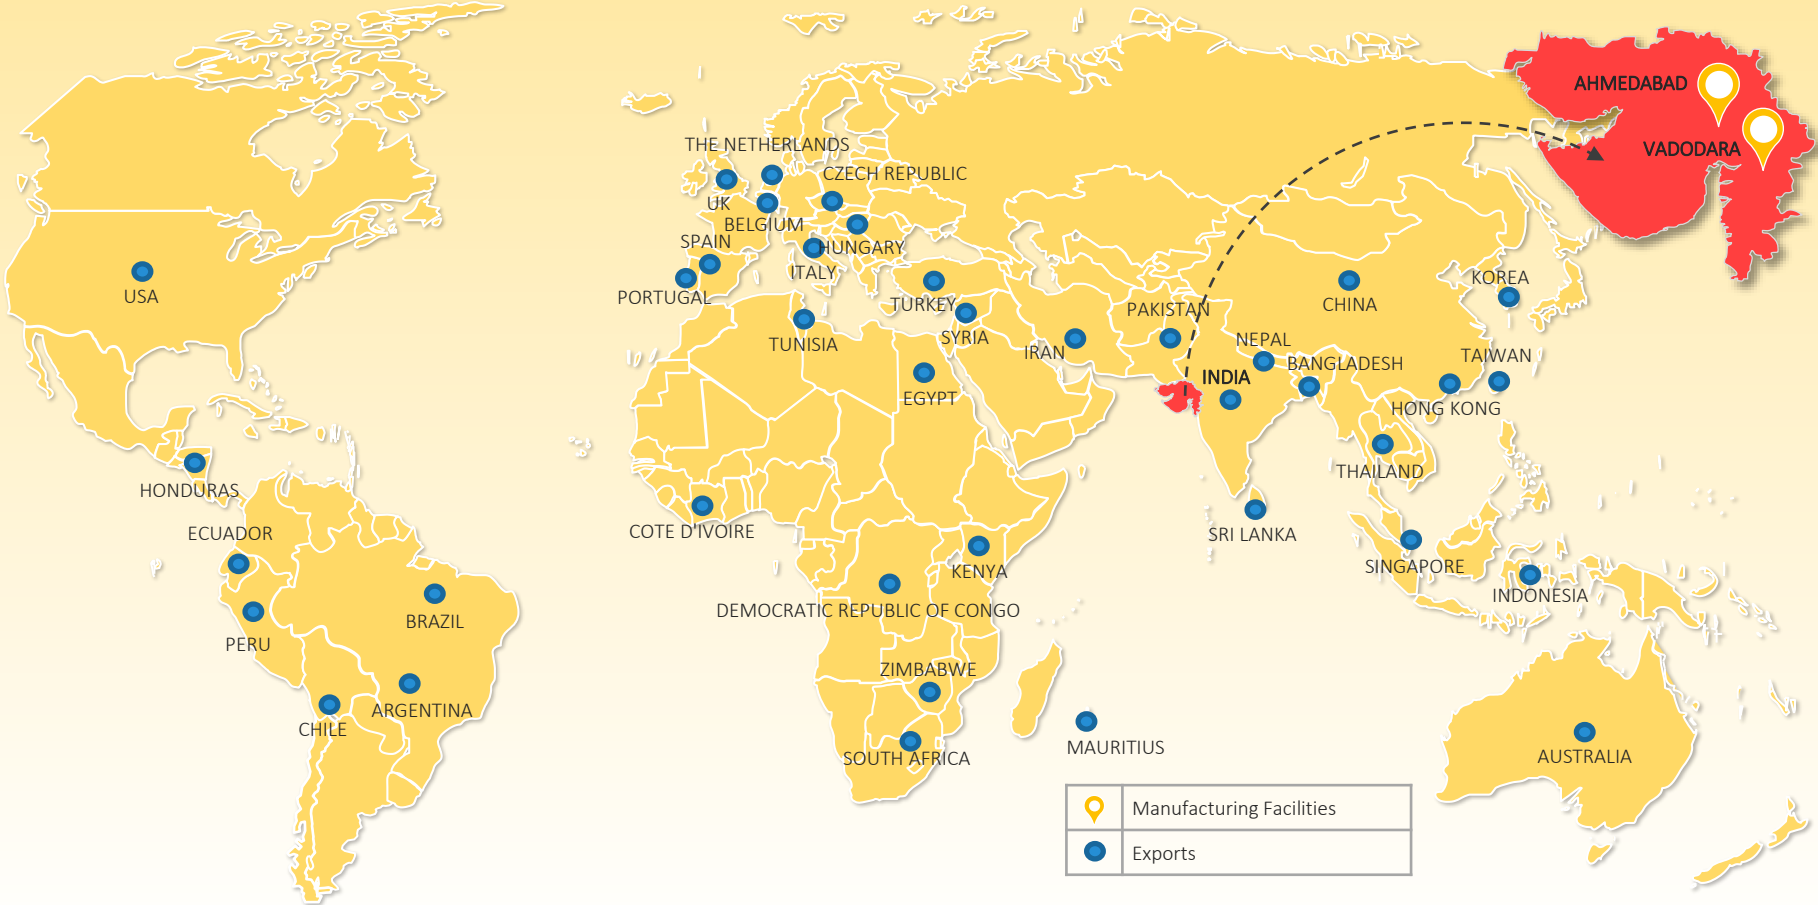 AHMEDABAD
VADODARA
THE NETHERLANDS
CZECH REPUBLIC
UK
BELGIUM
SPAIN
HUNGARY
ITALY
PORTUGAL
USA
TURKEY
SYRIA
TUNISIA
IRAN
PAKISTAN
CHINA
KOREA
NEPAL
BANGLADESH
TAIWAN
INDIA
EGYPT
HONG KONG
THAILAND
HONDURAS
COTE D'IVOIRE
ECUADOR
SRI LANKA
KENYA
SINGAPORE
INDONESIA
DEMOCRATIC REPUBLIC OF CONGO
BRAZIL
PERU
ZIMBABWE
ARGENTINA
CHILE
SOUTH AFRICA
MAURITIUS
AUSTRALIA
Manufacturing Facilities
Exports